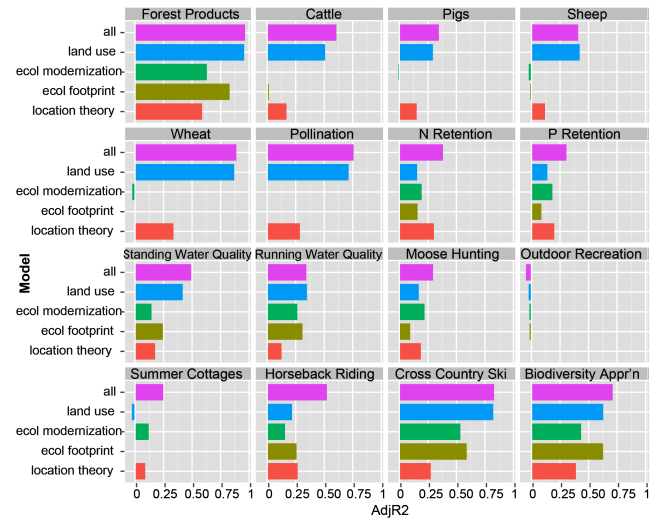 Forest Products Cattle Pigs Sheep
all
land use
ecol modernization
ecol footprint
location theory
Wheat Pollination N Retention P Retention
all
land use
ecol modernization
ecol footprint
location theory
Model
Standing Water Quality Running Water Quality Moose Hunting Outdoor Recreation
all
land use
ecol modernization
ecol footprint
location theory
Summer Cottages Horseback Riding Cross Country Ski Biodiversity Appr'n
all
land use
ecol modernization
ecol footprint
location theory
0 0.25 0.50 0.75 1 0 0.25 0.50 0.75 1 0 0.25 0.50 0.75 1 0 0.25 0.50 0.75 1
AdjR2